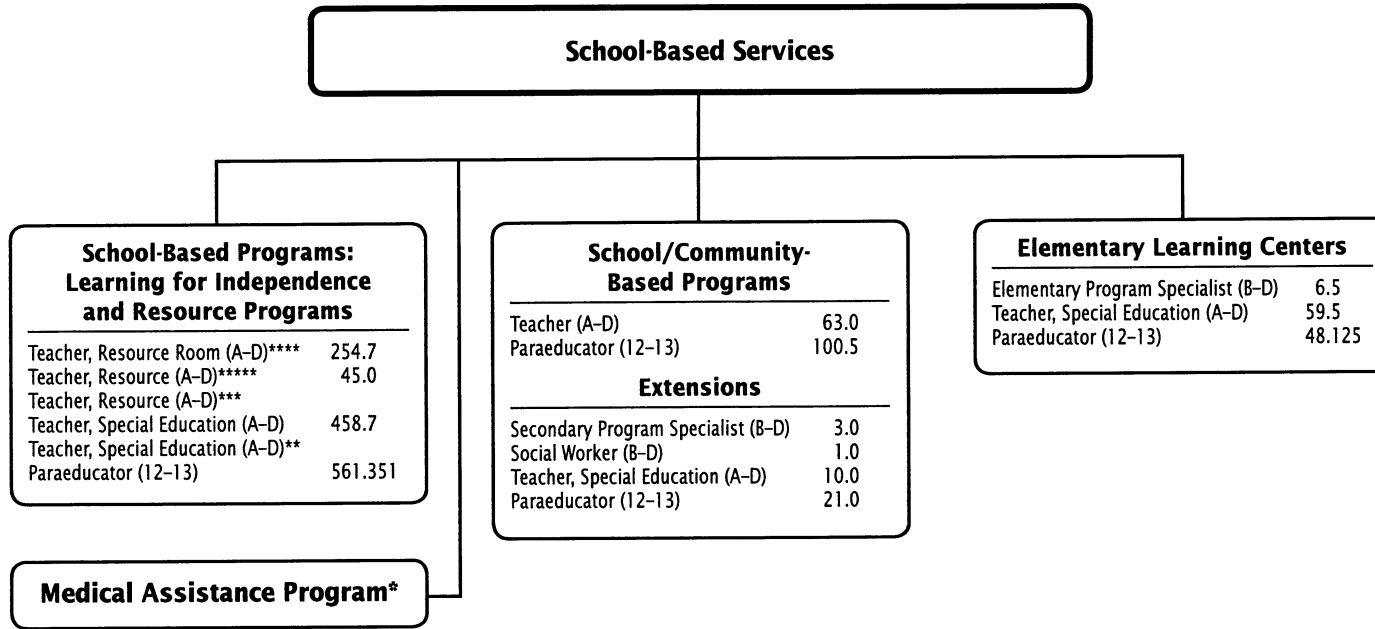 School-Based Services
School-Based Programs:
Learning for Independence
and Resource Programs
Teacher, Resource Room (A–D)**** 254.7
Teacher, Resource (A–D)***** 45.0
Teacher, Resource (A–D)***
Teacher, Special Education (A–D) 458.7
Teacher, Special Education (A–D)**
Paraeducator (12–13) 561.351
Medical Assistance Program*
School/Community-
Based Programs
Teacher (A–D) 63.0
Paraeducator (12–13) 100.5
Extensions
Secondary Program Specialist (B–D) 3.0
Social Worker (B–D) 1.0
Teacher, Special Education (A–D) 10.0
Paraeducator (12–13) 21.0
Elementary Learning Centers
Elementary Program Specialist (B–D) 6.5
Teacher, Special Education (A–D) 59.5
Paraeducator (12–13) 48.125